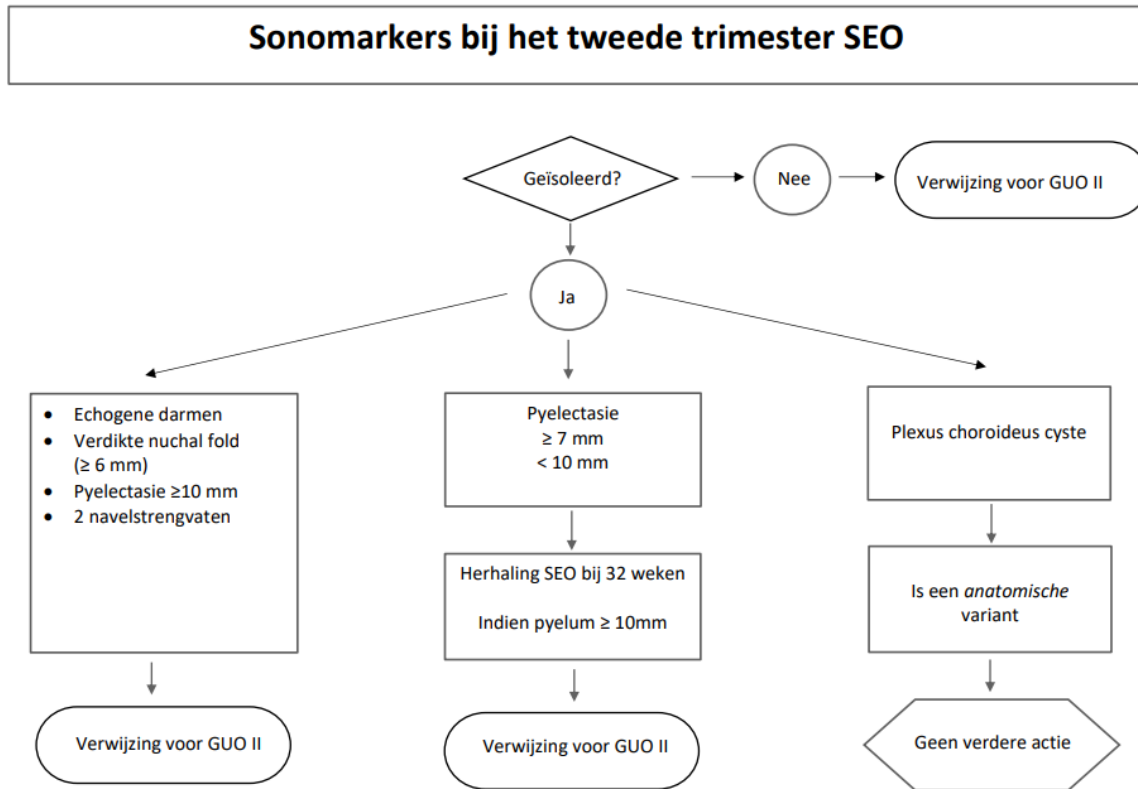 Sonomarkers bij het tweede trimester SEO
Geïsoleerd?
Nee
Verwijzing voor GUO II
Ja
• Echogene darmen
• Verdikte nuchal fold
(≥ 6 mm)
• Pyelectasie ≥10 mm
• 2 navelstrengvaten
Verwijzing voor GUO II
Pyelectasie
≥ 7 mm
< 10 mm
Herhaling SEO bij 32 weken
Indien pyelum ≥ 10mm
Verwijzing voor GUO II
Plexus choroideus cyste
Is een anatomische
variant
Geen verdere actie